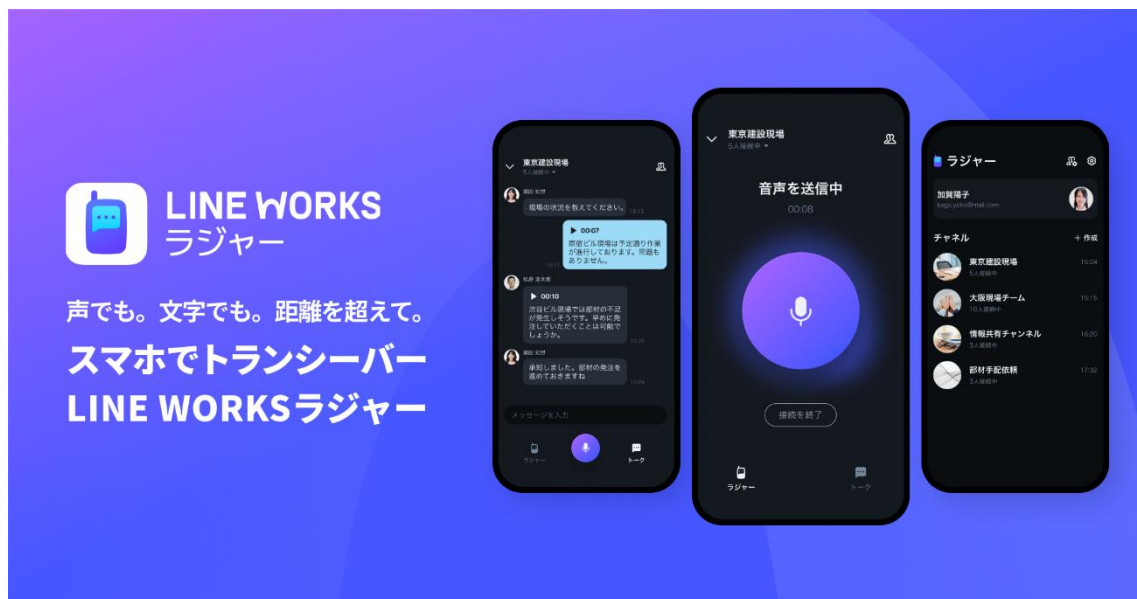 LINE WORKS
ラジャー
声でも。文字でも。距離を超えて。
スマホでトランシーバー
LINE WORKSラジャー
東京建設現場
5人接続中
現場の状況を教えてください。
15:15
00:07
原宿ビル現場は予定通り作業
が進行しております。問題も
ありません。
00:10
渋谷ビル現場では部材の不足
が発生しそうです。早めに発
注していただくことは可能で
しょうか。
承知しました。部材の発注を
進めておきますね
15:24
メッセージを入力
ラジャー
トーク
東京建設現場
5人接続中
音声を送信中
00:08
接続を終了
ラジャー
トーク
ラジャー
加賀陽子
チャネル
+ 作成
東京建設現場
15:24
5人接続中
大阪現場チーム
15:15
10人接続中
情報共有チャンネル
15:20
3人接続中
部材手配依頼
17:32
3人接続中